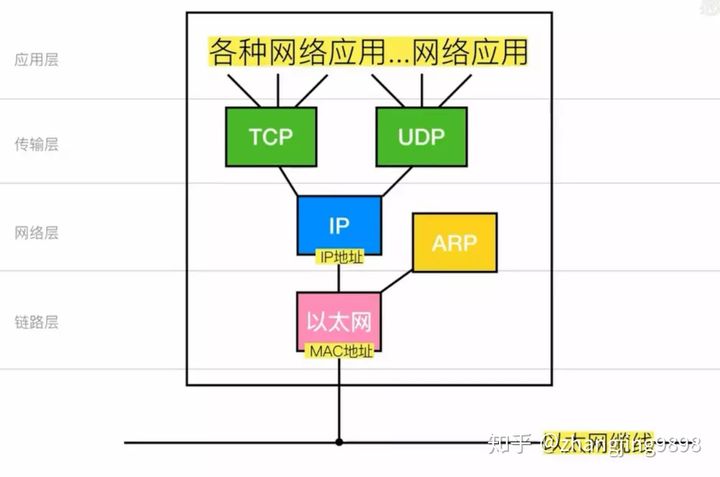 各种网络应用...网络应用
应用层
TCP
UDP
传输层
IP
IP地址
ARP
网络层
以太网
MAC地址
链路层
以太网缆线
知乎 @zhangjing9898